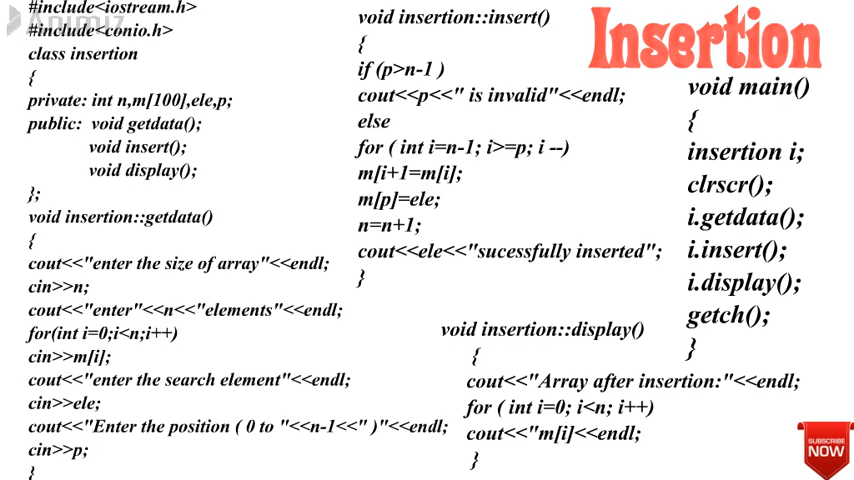 Animiz
#include<iostream.h>
#include<conio.h>
class insertion
{
private: int n,m[100],ele,p;
public: void getdata();
void insert();
void display();
};
void insertion::getdata()
{
cout<<"enter the size of array"<<endl;
cin>>n;
cout<<"enter"<<n<<"elements"<<endl;
for(int i=0;i<n;i++)
cin>>m[i];
cout<<"enter the search element"<<endl;
cin>>ele;
cout<<"Enter the position ( 0 to "<<n-1<<" )"<<endl;
cin>>p;
}
void insertion::insert()
{
if (p>n-1 )
cout<<p<<" is invalid"<<endl;
else
for ( int i=n-1; i>=p; i --)
m[i+1=m[i];
m[p]=ele;
n=n+1;
cout<<ele<<"sucessfully inserted";
}
void insertion::display()
{
cout<<"Array after insertion:"<<endl;
for ( int i=0; i<n; i++)
cout<<"m[i]<<endl;
}
Insertion
void main()
{
insertion i;
clrscr();
i.getdata();
i.insert();
i.display();
getch();
}
SUBSCRIBE
NOW